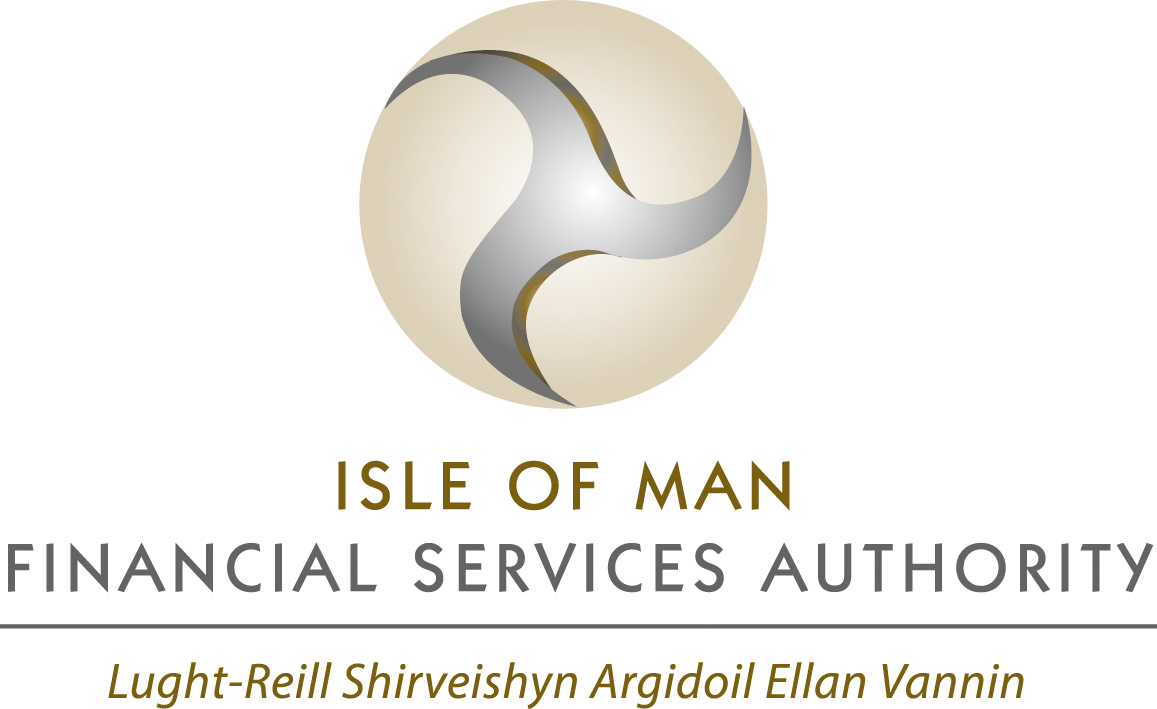 ISLE OF MAN
FINANCIAL SERVICES AUTHORITY
Lught-Reill Shirveishyn Argidoil Ellan Vannin